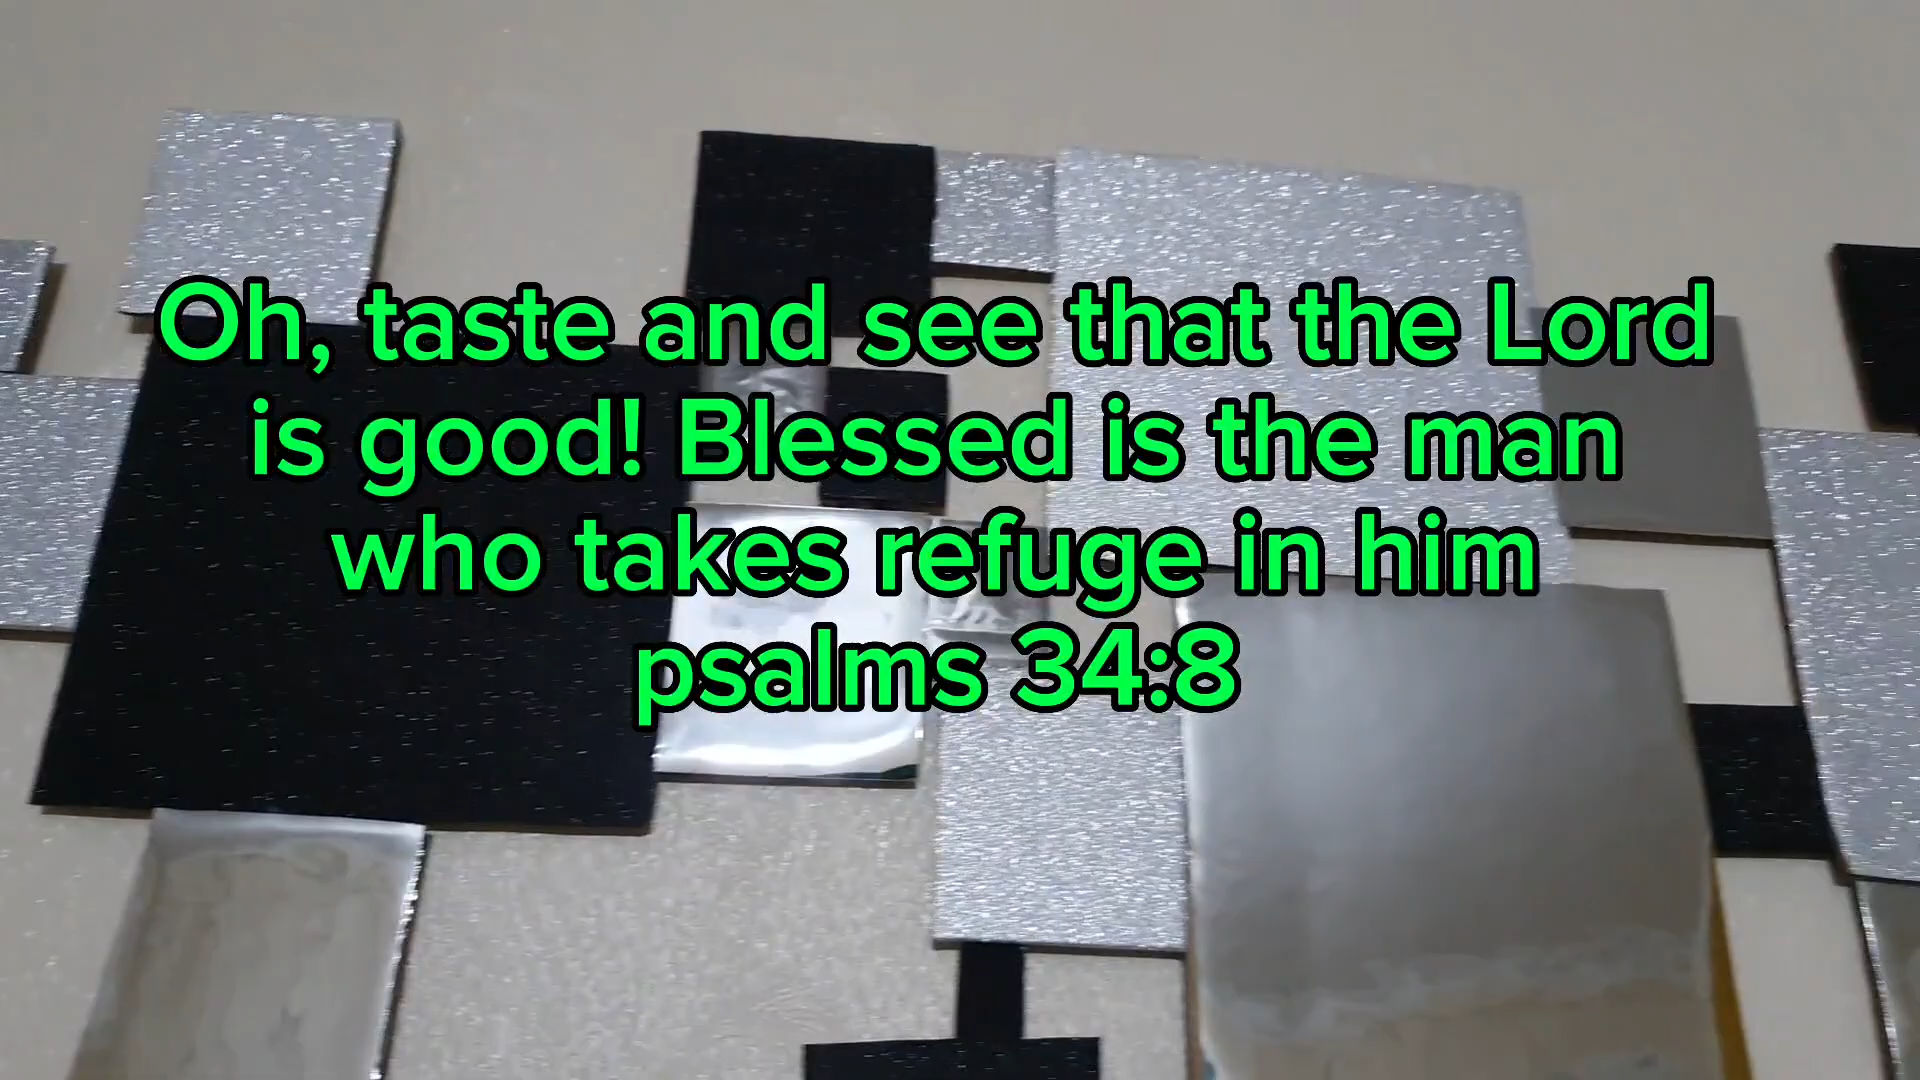 Oh, taste and see that the Lord
is good! Blessed is the man
who takes refuge in him
psalms 34:8